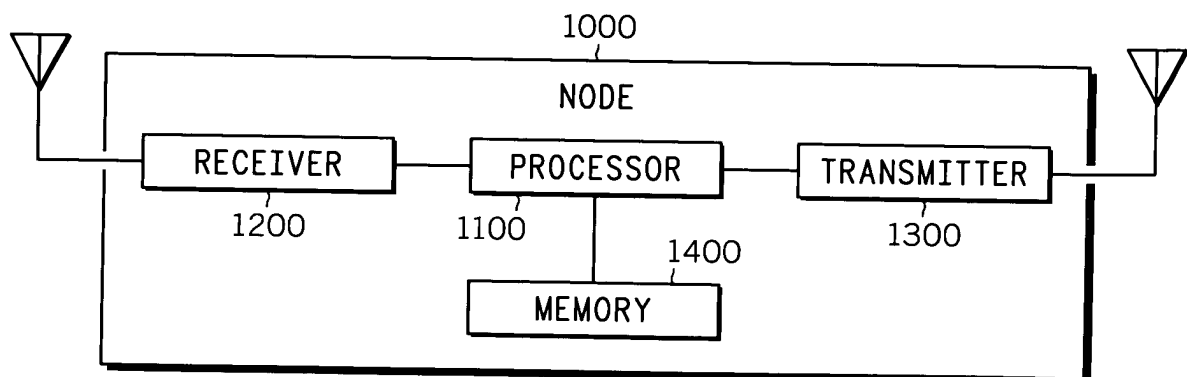 1000
NODE
RECEIVER
PROCESSOR
TRANSMITTER
1200
1100
1300
1400
MEMORY